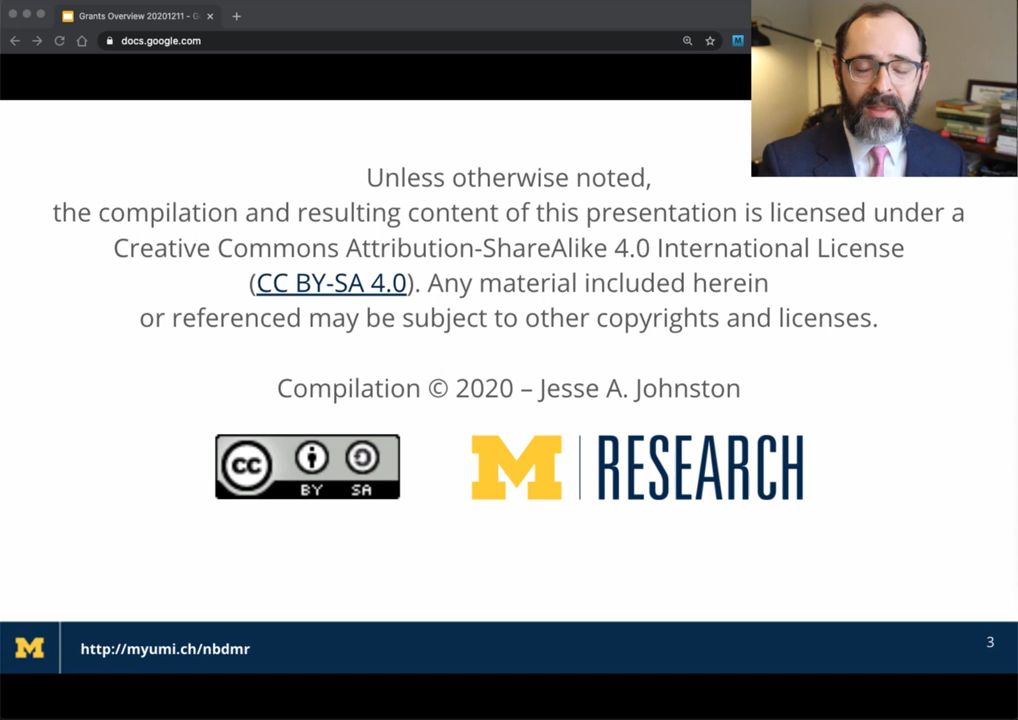 Grants Overview 20201211 - G
docs.google.com
M
Unless otherwise noted,
the compilation and resulting content of this presentation is licensed under a
Creative Commons Attribution-ShareAlike 4.0 International License
(CC BY-SA 4.0). Any material included herein
or referenced may be subject to other copyrights and licenses.
Compilation © 2020 – Jesse A. Johnston
CC
BY SA
M | RESEARCH
M
http://myumi.ch/nbdmr
3